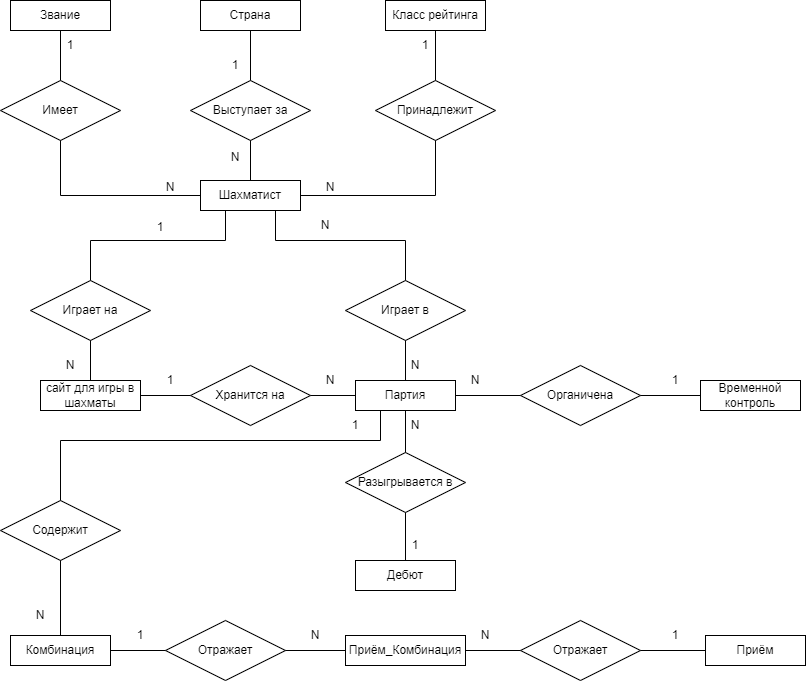 Звание
Страна
Класс рейтинга
1
1
1
Имеет
Выступает за
Принадлежит
N
N
N
Шахматист
1
N
Играет на
Играет в
N
N
сайт для игры в
шахматы
1
Хранится на
N
Партия
N
Органичена
1
Временной
контроль
1
N
Разыгрывается в
Содержит
1
Дебют
N
Комбинация
1
Отражает
N
Приём_Комбинация
N
Отражает
1
Приём